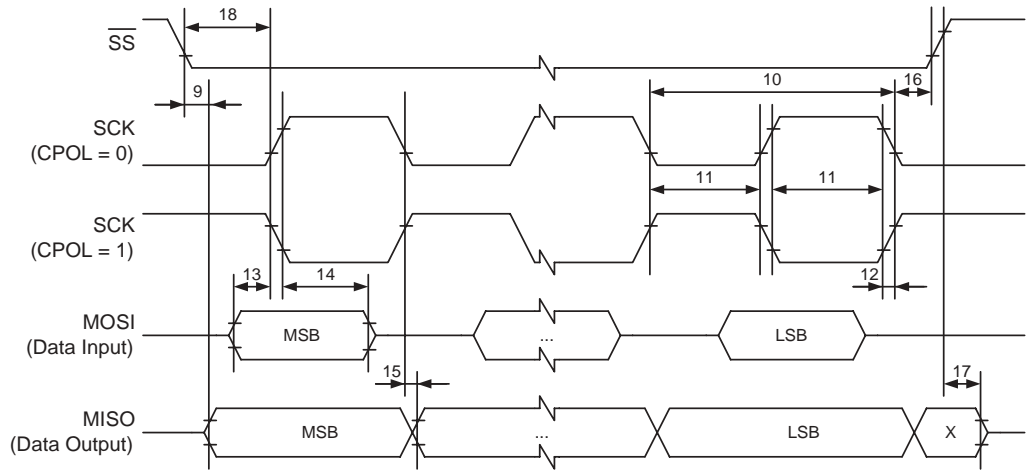 18
SS
10
16
9
SCK
(CPOL = 0)
11
11
SCK
(CPOL = 1)
13
14
12
MOSI
(Data Input)
MSB
...
LSB
15
17
MISO
(Data Output)
MSB
...
LSB
X